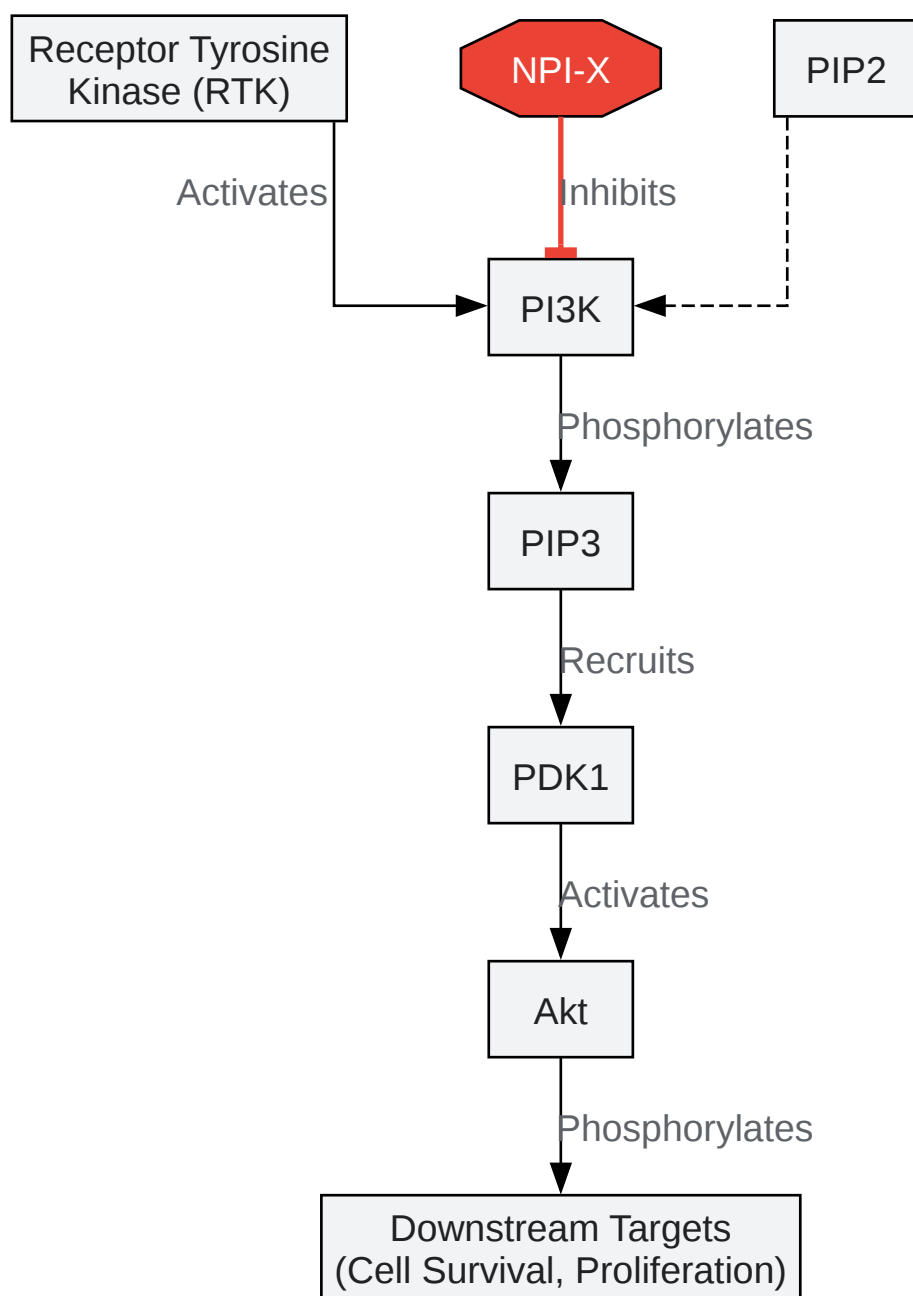 Receptor Tyrosine
Kinase (RTK)
NPI-X
PIP2
Activates
Inhibits
PI3K
Phosphorylates
PIP3
Recruits
PDK1
Activates
Akt
Phosphorylates
Downstream Targets
(Cell Survival, Proliferation)